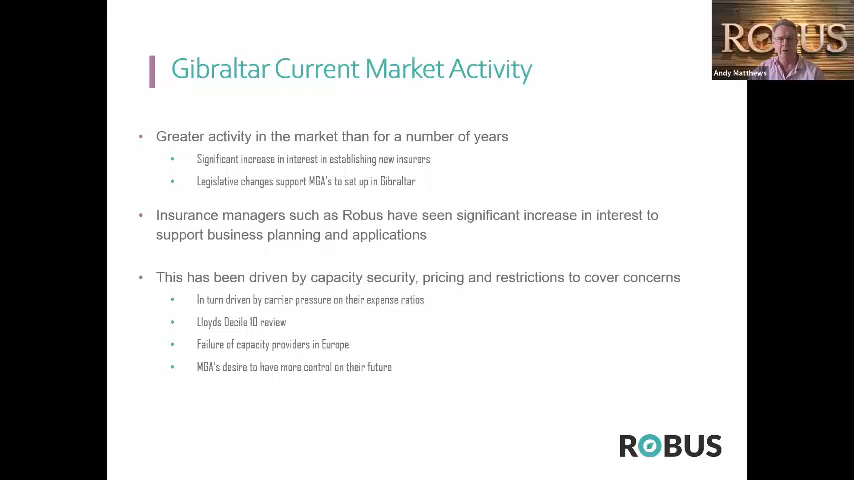 ROBUS
Andy Matthews
Gibraltar Current Market Activity
• Greater activity in the market than for a number of years
• Significant increase in interest in establishing new insurers
• Legislative changes support MGA's to set up in Gibraltar
• Insurance managers such as Robus have seen significant increase in interest to
support business planning and applications
• This has been driven by capacity security, pricing and restrictions to cover concerns
• In turn driven by carrier pressure on their expense ratios
• Lloyds Decile 10 review
• Failure of capacity providers in Europe
• MGA's desire to have more control on their future
ROBUS